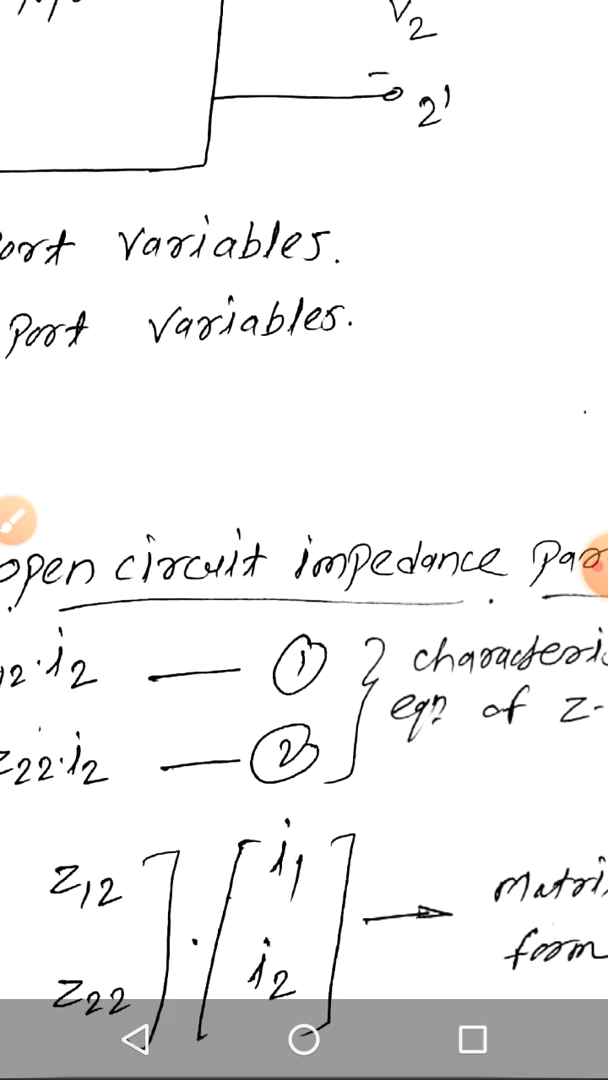 V2
- 2'
ort variables.
Port variables.
open circuit impedance Par
12·i2 — ①
characteris
z22·i2 — ②
eqn of z-
z12 i1
matri
z22 i2
form